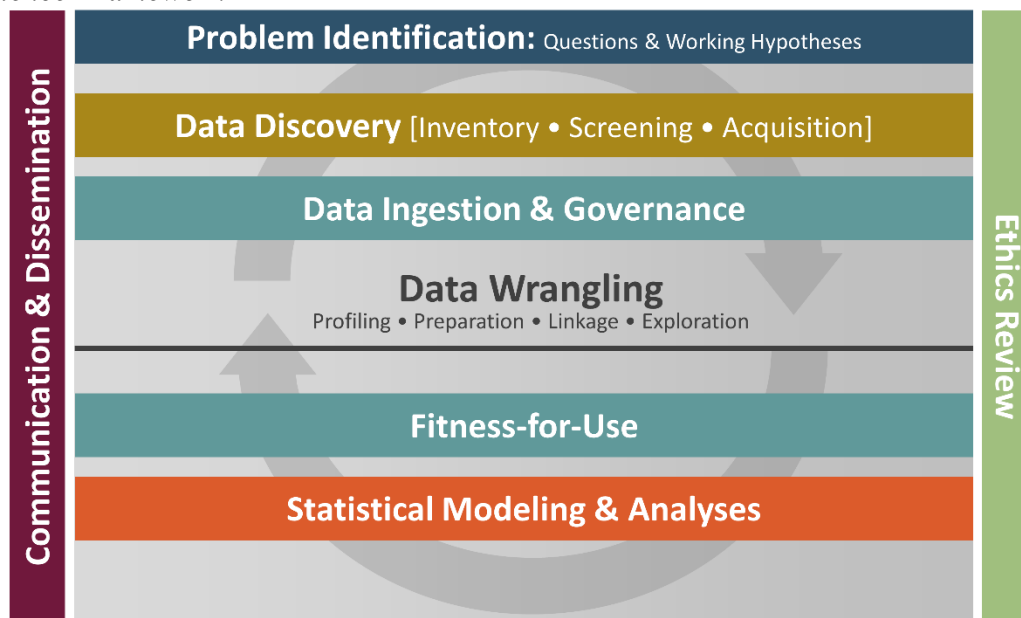 Problem Identification: Questions & Working Hypotheses
Data Discovery [Inventory • Screening • Acquisition]
Data Ingestion & Governance
Data Wrangling
Profiling • Preparation • Linkage • Exploration
Fitness-for-Use
Statistical Modeling & Analyses
Communication & Dissemination
Ethics Review